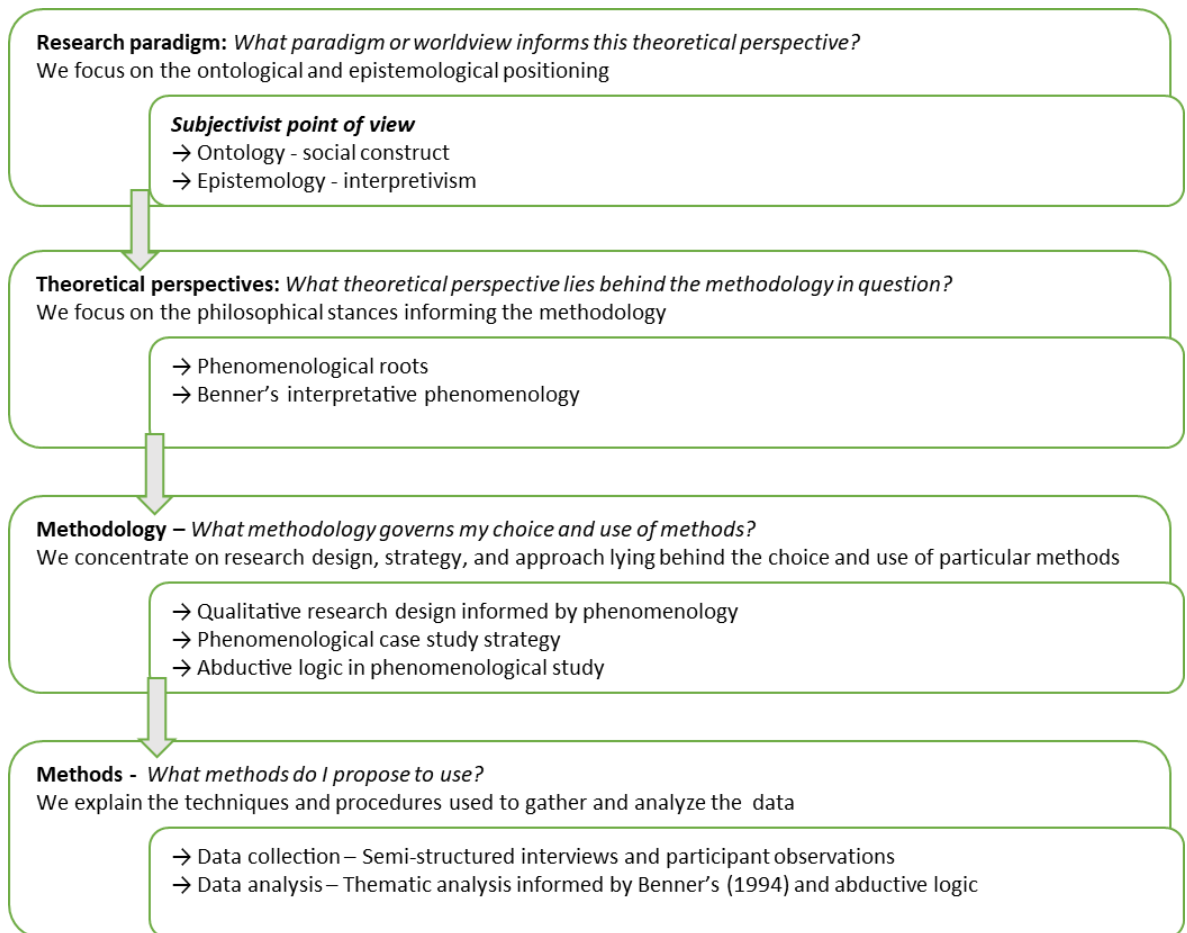 Research paradigm: What paradigm or worldview informs this theoretical perspective?
We focus on the ontological and epistemological positioning
Subjectivist point of view
→ Ontology - social construct
→ Epistemology - interpretivism
Theoretical perspectives: What theoretical perspective lies behind the methodology in question?
We focus on the philosophical stances informing the methodology
→ Phenomenological roots
→ Benner's interpretative phenomenology
Methodology – What methodology governs my choice and use of methods?
We concentrate on research design, strategy, and approach lying behind the choice and use of particular methods
→ Qualitative research design informed by phenomenology
→ Phenomenological case study strategy
→ Abductive logic in phenomenological study
Methods - What methods do I propose to use?
We explain the techniques and procedures used to gather and analyze the data
→ Data collection – Semi-structured interviews and participant observations
→ Data analysis – Thematic analysis informed by Benner's (1994) and abductive logic